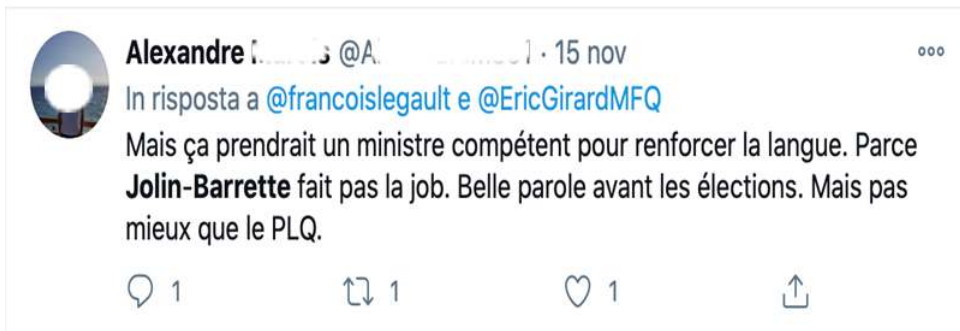 Alexandre · 15 nov
In risposta a @francoislegault e @EricGirardMFQ
Mais ça prendrait un ministre compétent pour renforcer la langue. Parce
Jolin-Barrette fait pas la job. Belle parole avant les élections. Mais pas
mieux que le PLQ.
1 1 1